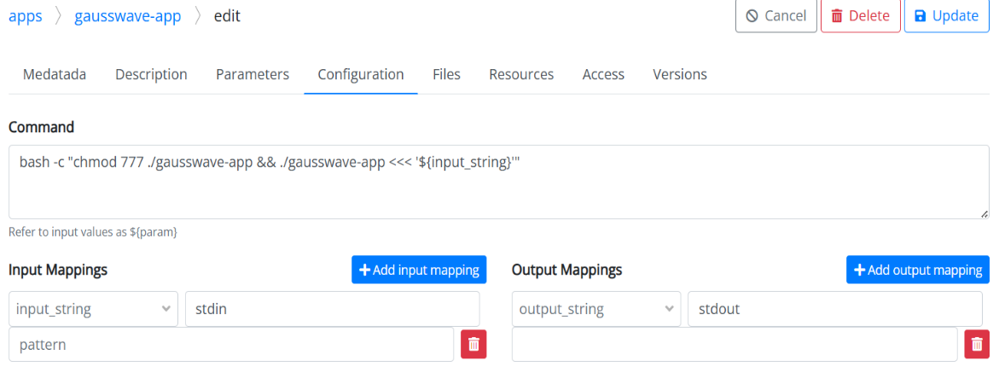 apps > gausswave-app > edit
Cancel
Delete
Update
Medatada Description Parameters Configuration Files Resources Access Versions
Command
bash -c "chmod 777 ./gausswave-app && ./gausswave-app <<< '${input_string}'"
Refer to input values as ${param}
Input Mappings
+ Add input mapping
Output Mappings
+ Add output mapping
input_string
stdin
output_string
stdout
pattern